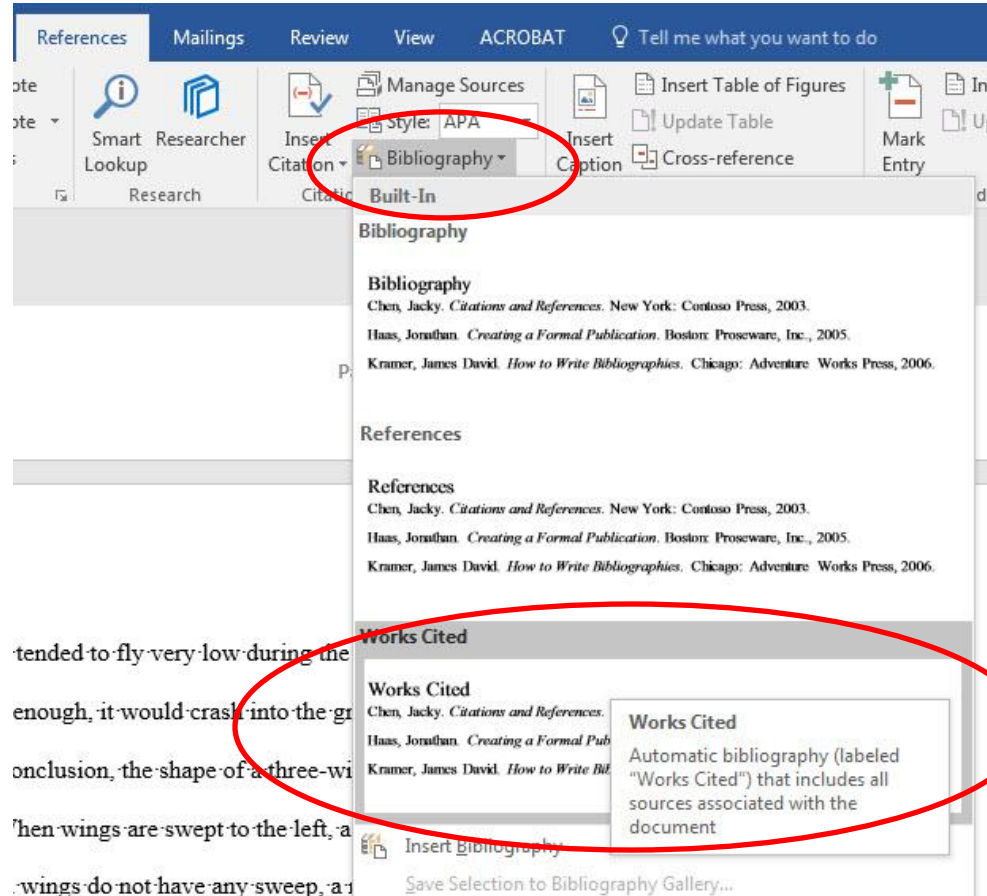 References Mailings Review View ACROBAT Tell me what you want to do
Manage Sources Insert Table of Figures
Style: APA Update Table
Smart Researcher Insert Insert Mark
Lookup Citation Bibliography Caption Cross-reference Entry
Research
Built-In
Bibliography
Bibliography
Chen, Jacky. Citations and References. New York: Contoso Press, 2003.
Haas, Jonathan. Creating a Formal Publication. Boston: Proseware, Inc., 2005.
Kramer, James David. How to Write Bibliographies. Chicago: Adventure Works Press, 2006.
References
References
Chen, Jacky. Citations and References. New York: Contoso Press, 2003.
Haas, Jonathan. Creating a Formal Publication. Boston: Proseware, Inc., 2005.
Kramer, James David. How to Write Bibliographies. Chicago: Adventure Works Press, 2006.
Works Cited
tended to fly very low during the
Works Cited
enough, it would crash into the
Chen, Jacky. Citations and References.
Haas, Jonathan. Creating a Formal
onclusion, the shape of a
Kramer, James David. How to Write
Works Cited
Automatic bibliography (labeled
"Works Cited") that includes all
sources associated with the
document
hen wings are swept to the left, a
Insert Bibliography
wings do not have any sweep, a
Save Selection to Bibliography Gallery...